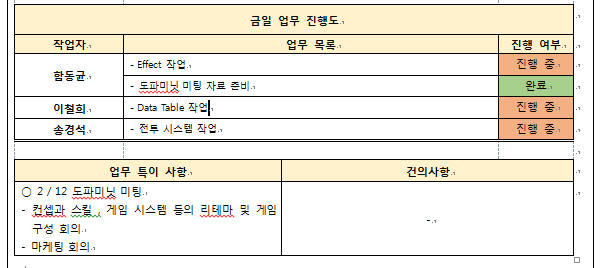 금일 업무 진행도
작업자 업무 목록 진행 여부
함동균 - Effect 작업 진행 중
- 도파미닛 미팅 자료 준비 완료
이철희 - Data Table 작업 진행 중
송경석 - 전투 시스템 작업 진행 중
업무 특이 사항 건의사항
○ 2 / 12 도파미닛 미팅
- 컨셉과 스킬, 게임 시스템 등의 리테마 및 게임
구성 회의
- 마케팅 회의
-